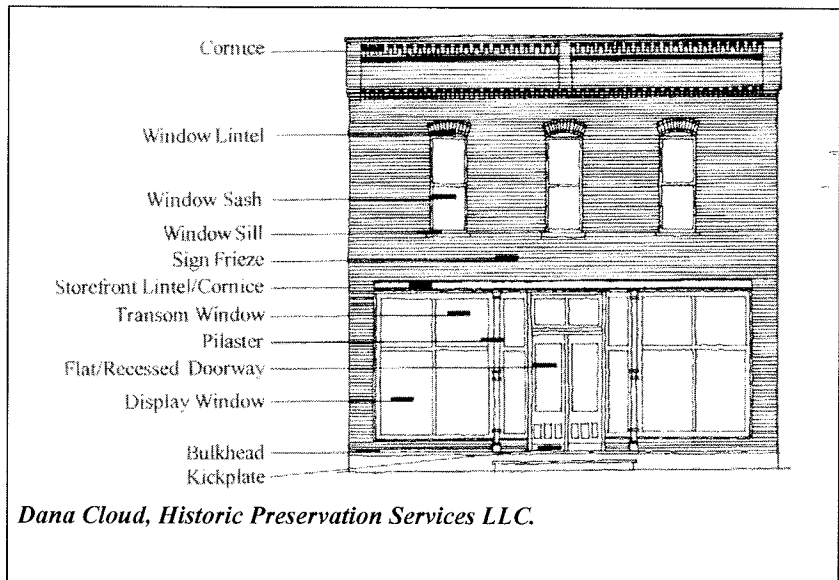 Cornice
Window Lintel
Window Sash
Window Sill
Sign Frieze
Storefront Lintel/Cornice
Transom Window
Pilaster
Flat/Recessed Doorway
Display Window
Bulkhead
Kickplate
Dana Cloud, Historic Preservation Services LLC.